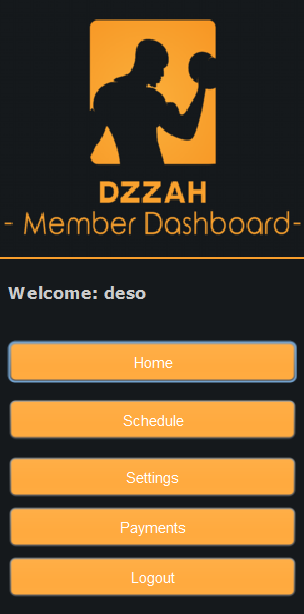 DZZAH
- Member Dashboard-
Welcome: deso
Home
Schedule
Settings
Payments
Logout